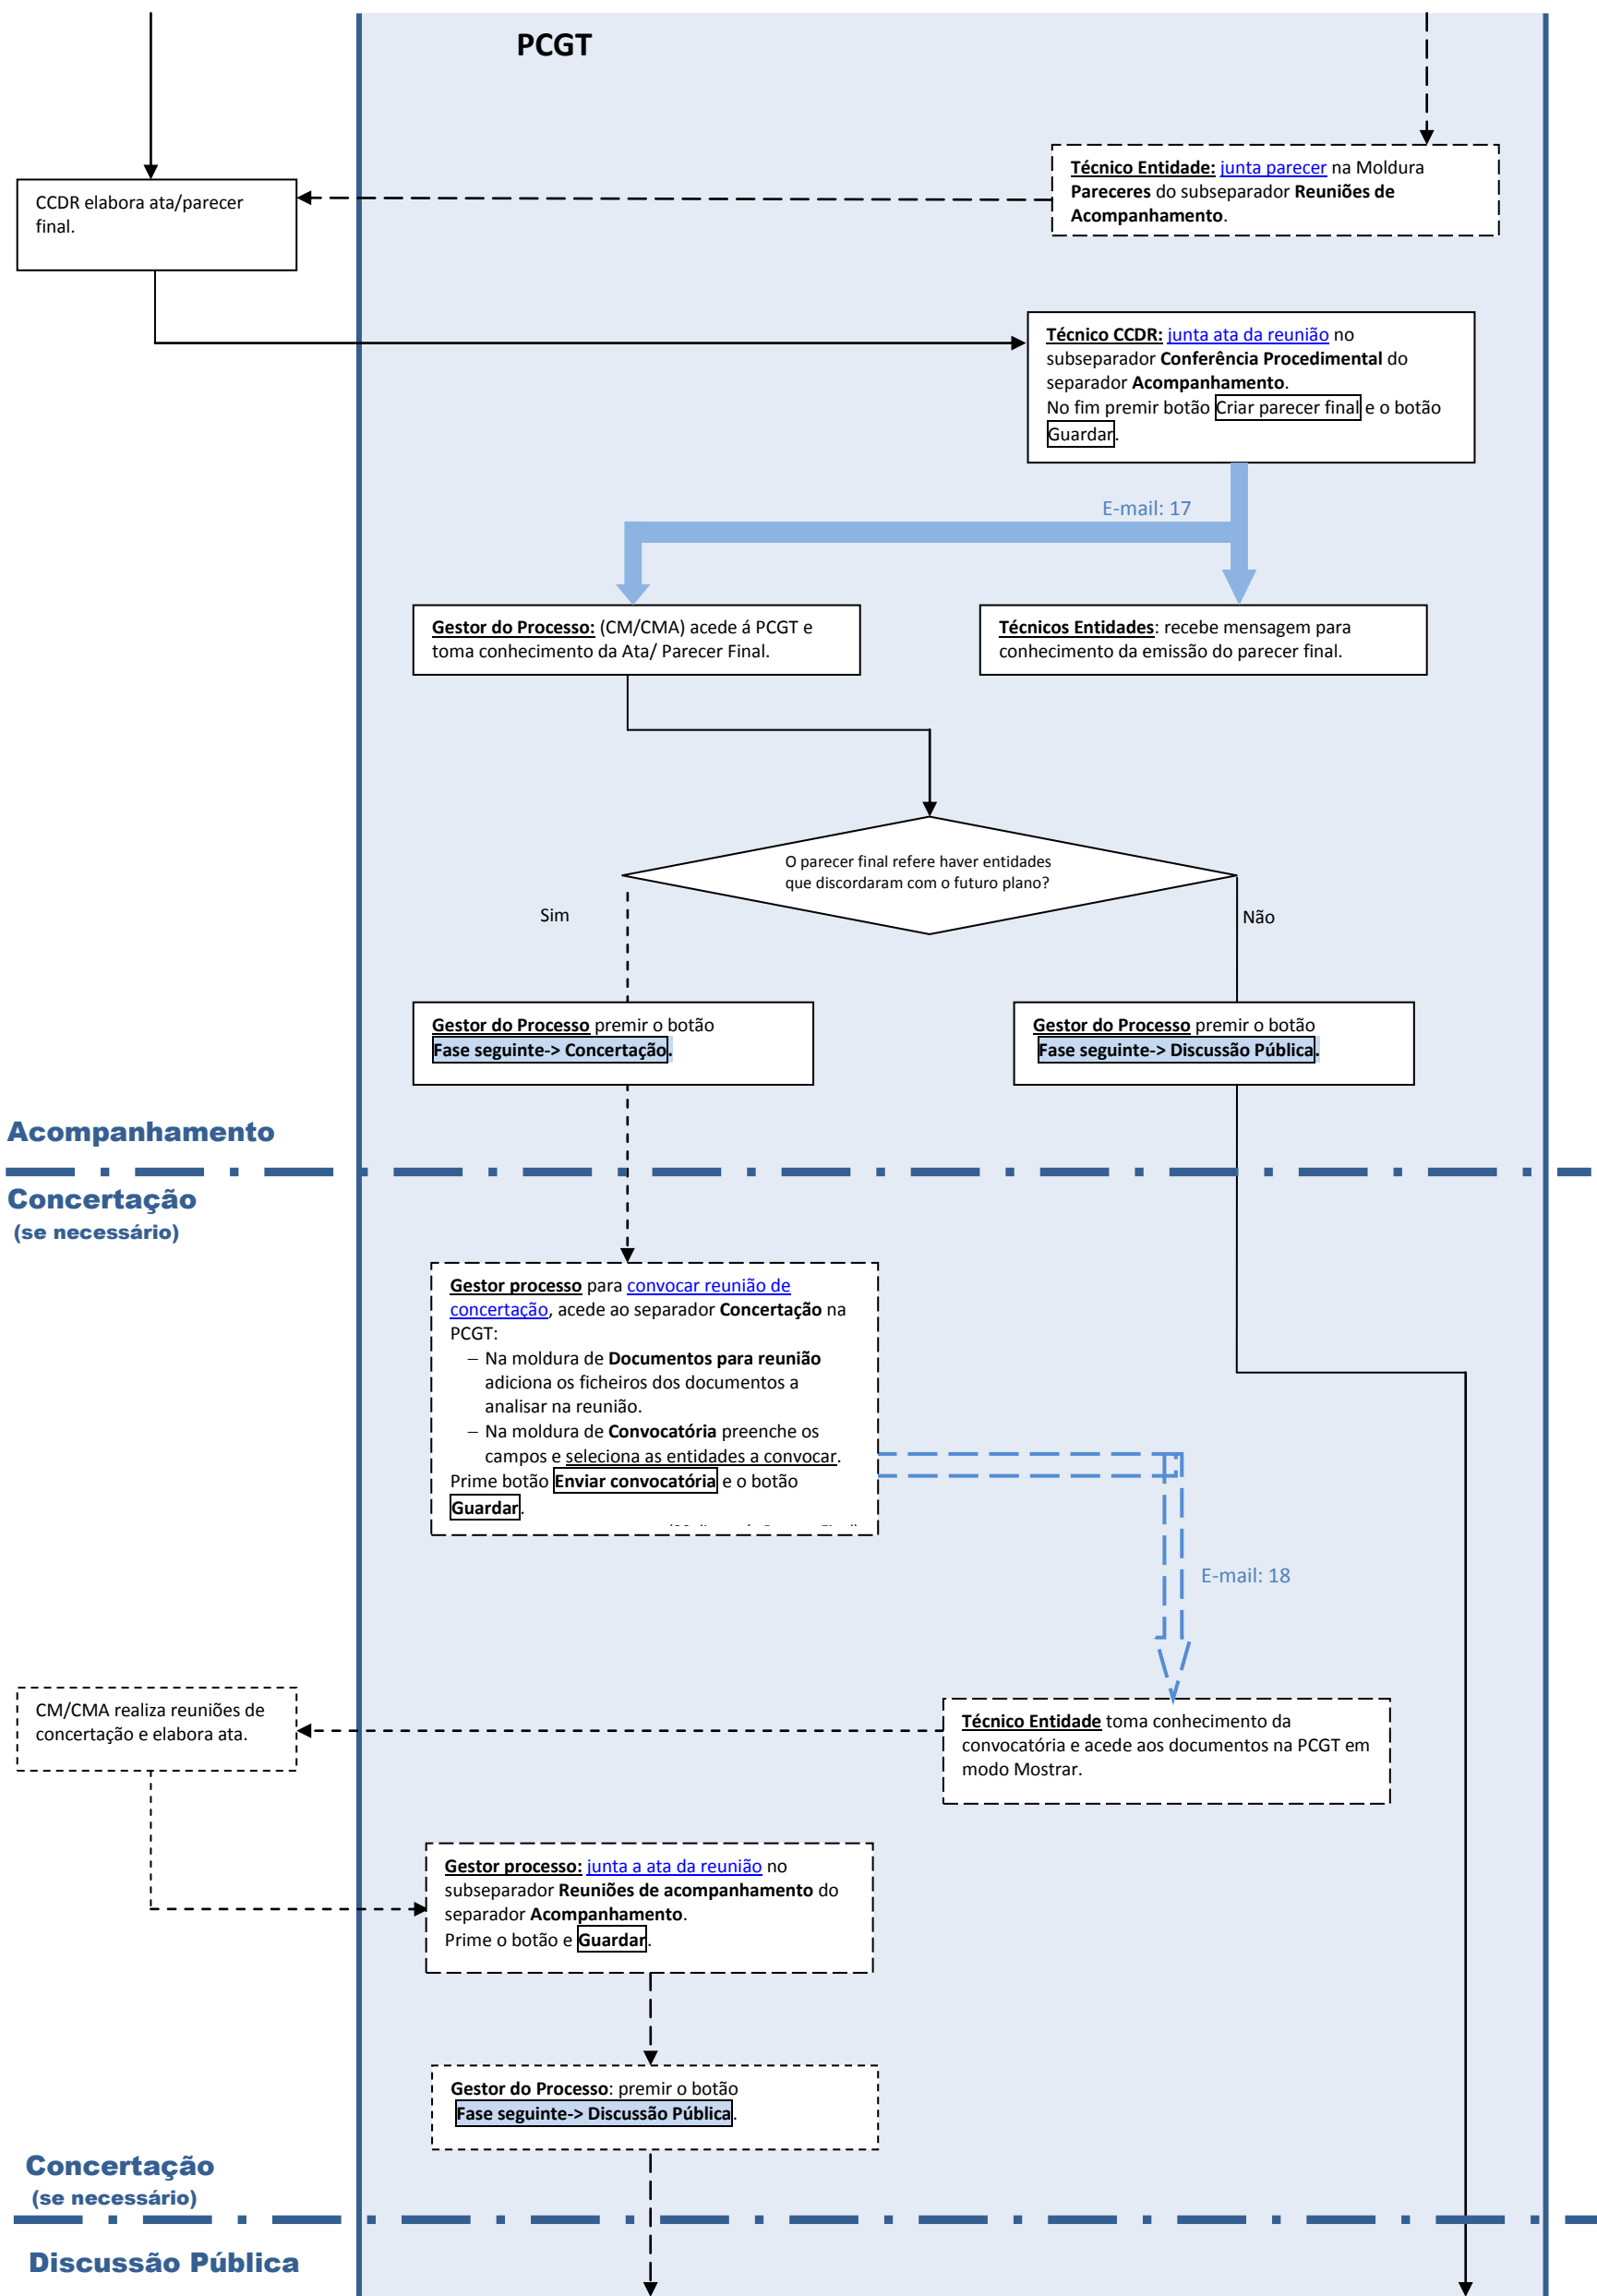 PCGT
Técnico Entidade: junta parecer na Moldura
Pareceres do subseparador Reuniões de
Acompanhamento.
CCDR elabora ata/parecer
final.
Técnico CCDR: junta ata da reunião no
subseparador Conferência Procedimental do
separador Acompanhamento.
No fim premir botão Criar parecer final e o botão
Guardar.
E-mail: 17
Gestor do Processo: (CM/CMA) acede á PCGT e
toma conhecimento da Ata/ Parecer Final.
Técnicos Entidades: recebe mensagem para
conhecimento da emissão do parecer final.
O parecer final refere haver entidades
que discordaram com o futuro plano?
Sim
Não
Gestor do Processo premir o botão
Fase seguinte-> Concertação.
Gestor do Processo premir o botão
Fase seguinte-> Discussão Pública.
Acompanhamento
Concertação
(se necessário)
Gestor processo para convocar reunião de
concertação, acede ao separador Concertação na
PCGT:
– Na moldura de Documentos para reunião
adiciona os ficheiros dos documentos a
analisar na reunião.
– Na moldura de Convocatória preenche os
campos e seleciona as entidades a convocar.
Prime botão Enviar convocatória e o botão
Guardar.
E-mail: 18
CM/CMA realiza reuniões de
concertação e elabora ata.
Técnico Entidade toma conhecimento da
convocatória e acede aos documentos na PCGT em
modo Mostrar.
Gestor processo: junta a ata da reunião no
subseparador Reuniões de acompanhamento do
separador Acompanhamento.
Prime o botão e Guardar.
Gestor do Processo: premir o botão
Fase seguinte-> Discussão Pública.
Concertação
(se necessário)
Discussão Pública